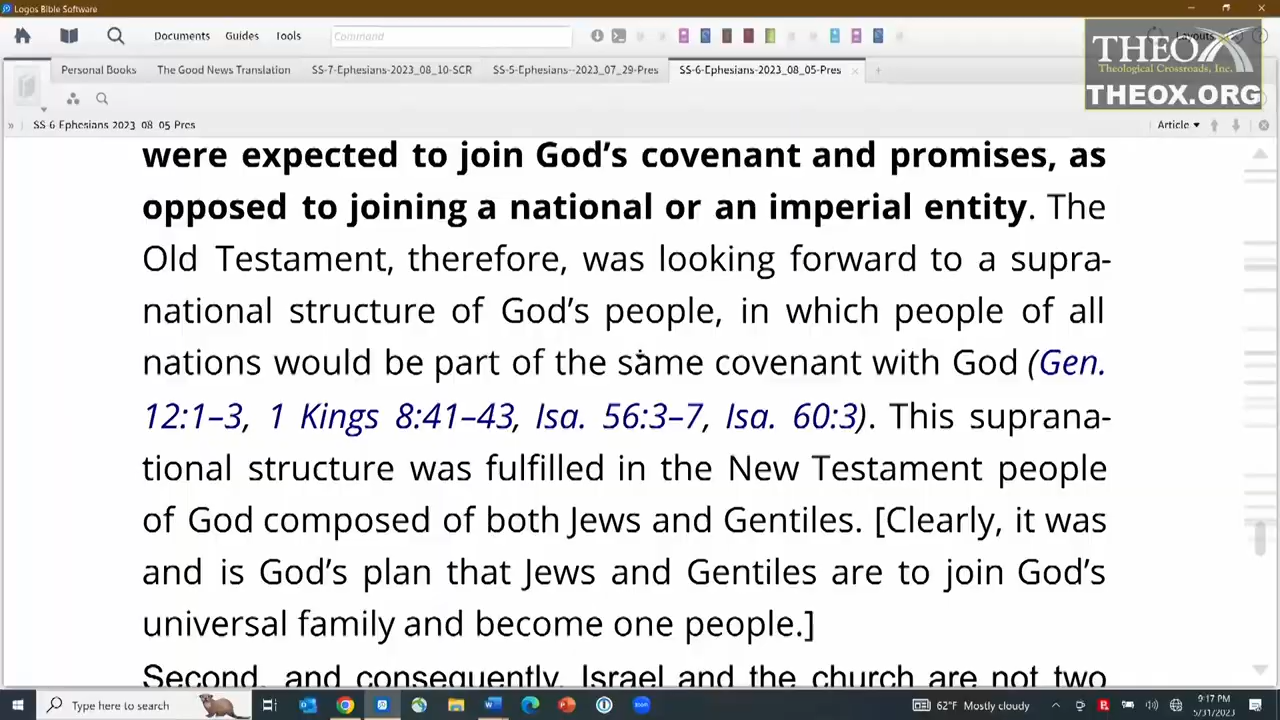 Logos Bible Software
Documents Guides Tools Command Layouts
THEO
Theological Crossroads, Inc.
THEOX.ORG
Personal Books The Good News Translation SS-7-Ephesians-2023 SS-5-Ephesians--2023_07_29-Pres SS-6-Ephesians-2023_08_05-Pres
» SS-6-Ephesians-2023_08_05-Pres Article
were expected to join God’s covenant and promises, as
opposed to joining a national or an imperial entity. The
Old Testament, therefore, was looking forward to a supra-
national structure of God’s people, in which people of all
nations would be part of the same covenant with God (Gen.
12:1–3, 1 Kings 8:41–43, Isa. 56:3–7, Isa. 60:3). This suprana-
tional structure was fulfilled in the New Testament people
of God composed of both Jews and Gentiles. [Clearly, it was
and is God’s plan that Jews and Gentiles are to join God’s
universal family and become one people.]
Second, and consequently, Israel and the church are not two
Type here to search 62°F Mostly cloudy 9:17 PM
5/31/2023